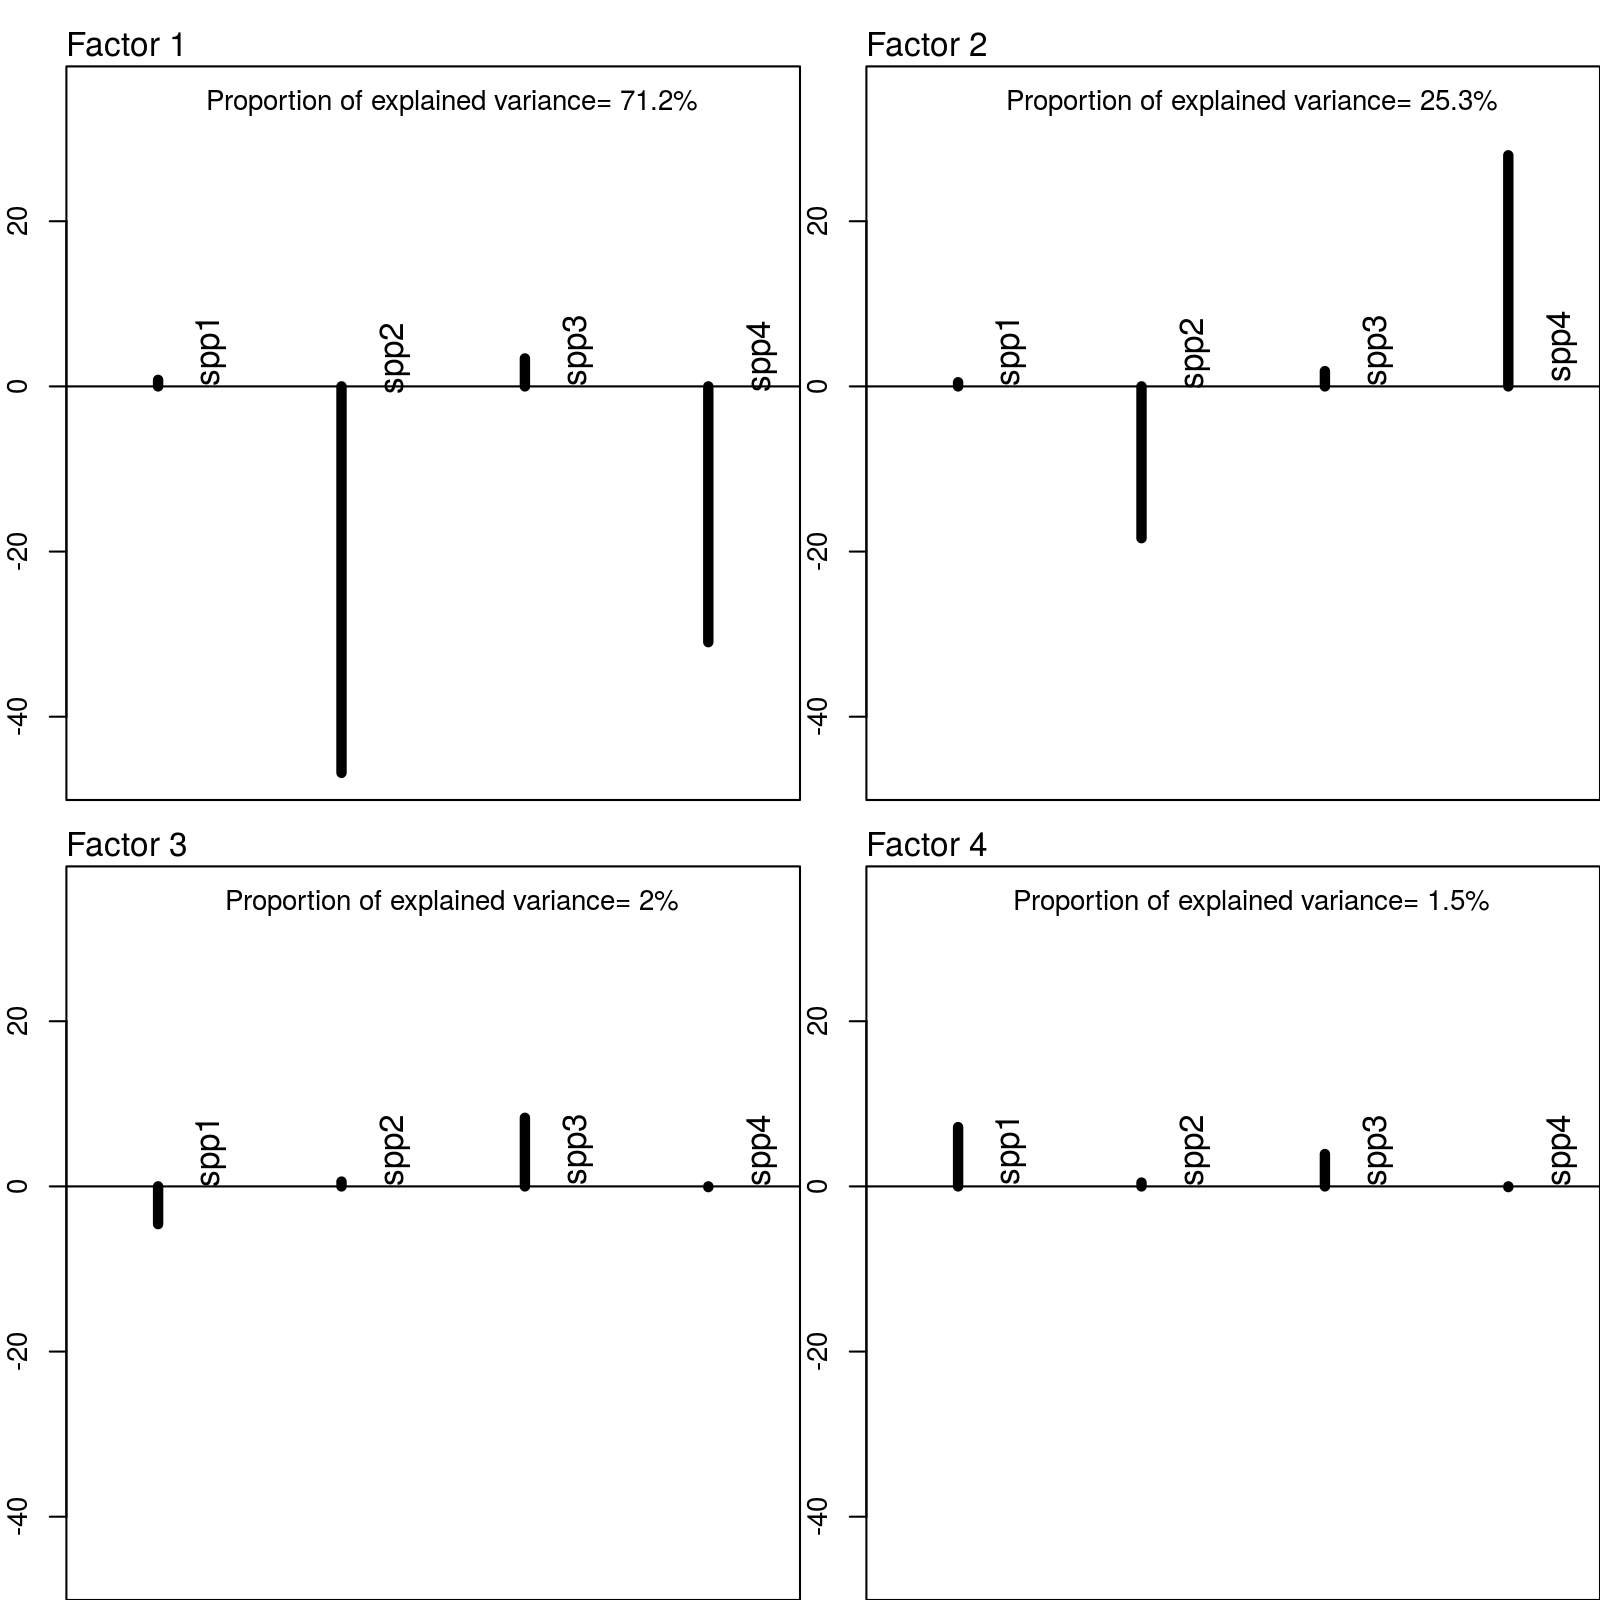 Factor 1
Proportion of explained variance= 71.2%
20
0
-20
-40
spp1
spp2
spp3
spp4
Factor 2
Proportion of explained variance= 25.3%
20
0
-20
-40
spp1
spp2
spp3
spp4
Factor 3
Proportion of explained variance= 2%
20
0
-20
-40
spp1
spp2
spp3
spp4
Factor 4
Proportion of explained variance= 1.5%
20
0
-20
-40
spp1
spp2
spp3
spp4